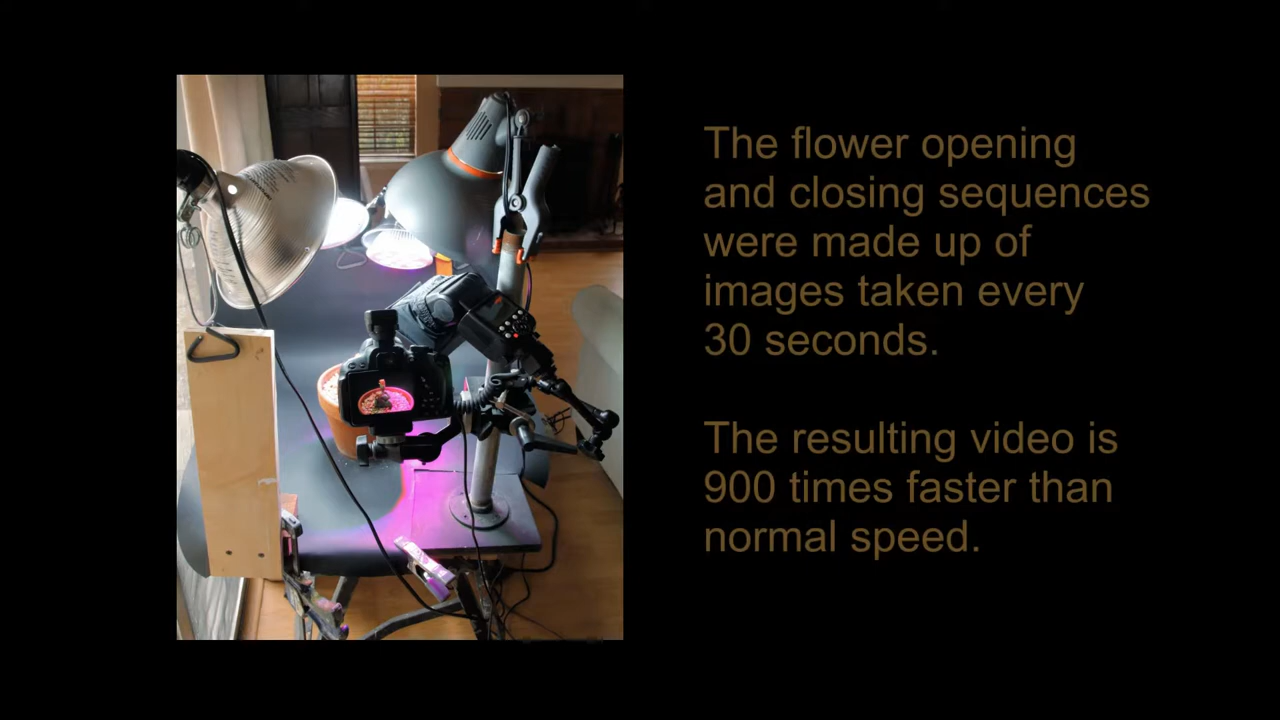 The flower opening
and closing sequences
were made up of
images taken every
30 seconds.
The resulting video is
900 times faster than
normal speed.